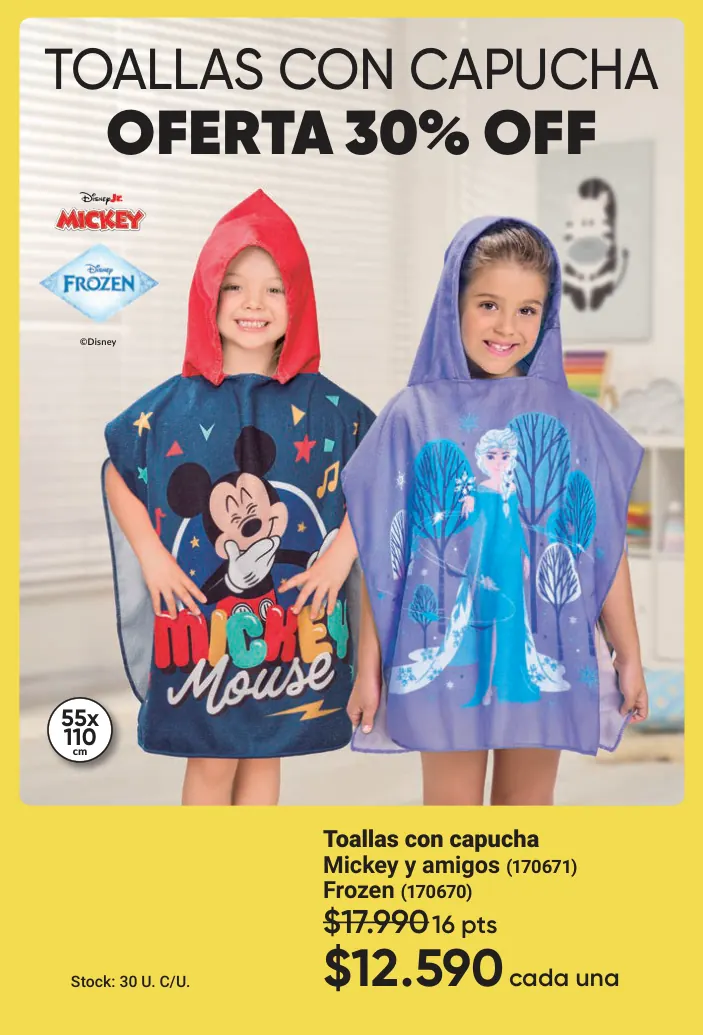 TOALLAS CON CAPUCHA
OFERTA 30% OFF
Disney Jr.
MICKEY
Disney
FROZEN
©Disney
MICKEY
Mouse
55x
110
cm
Toallas con capucha
Mickey y amigos (170671)
Frozen (170670)
$17.990 16 pts
$12.590 cada una
Stock: 30 U. C/U.